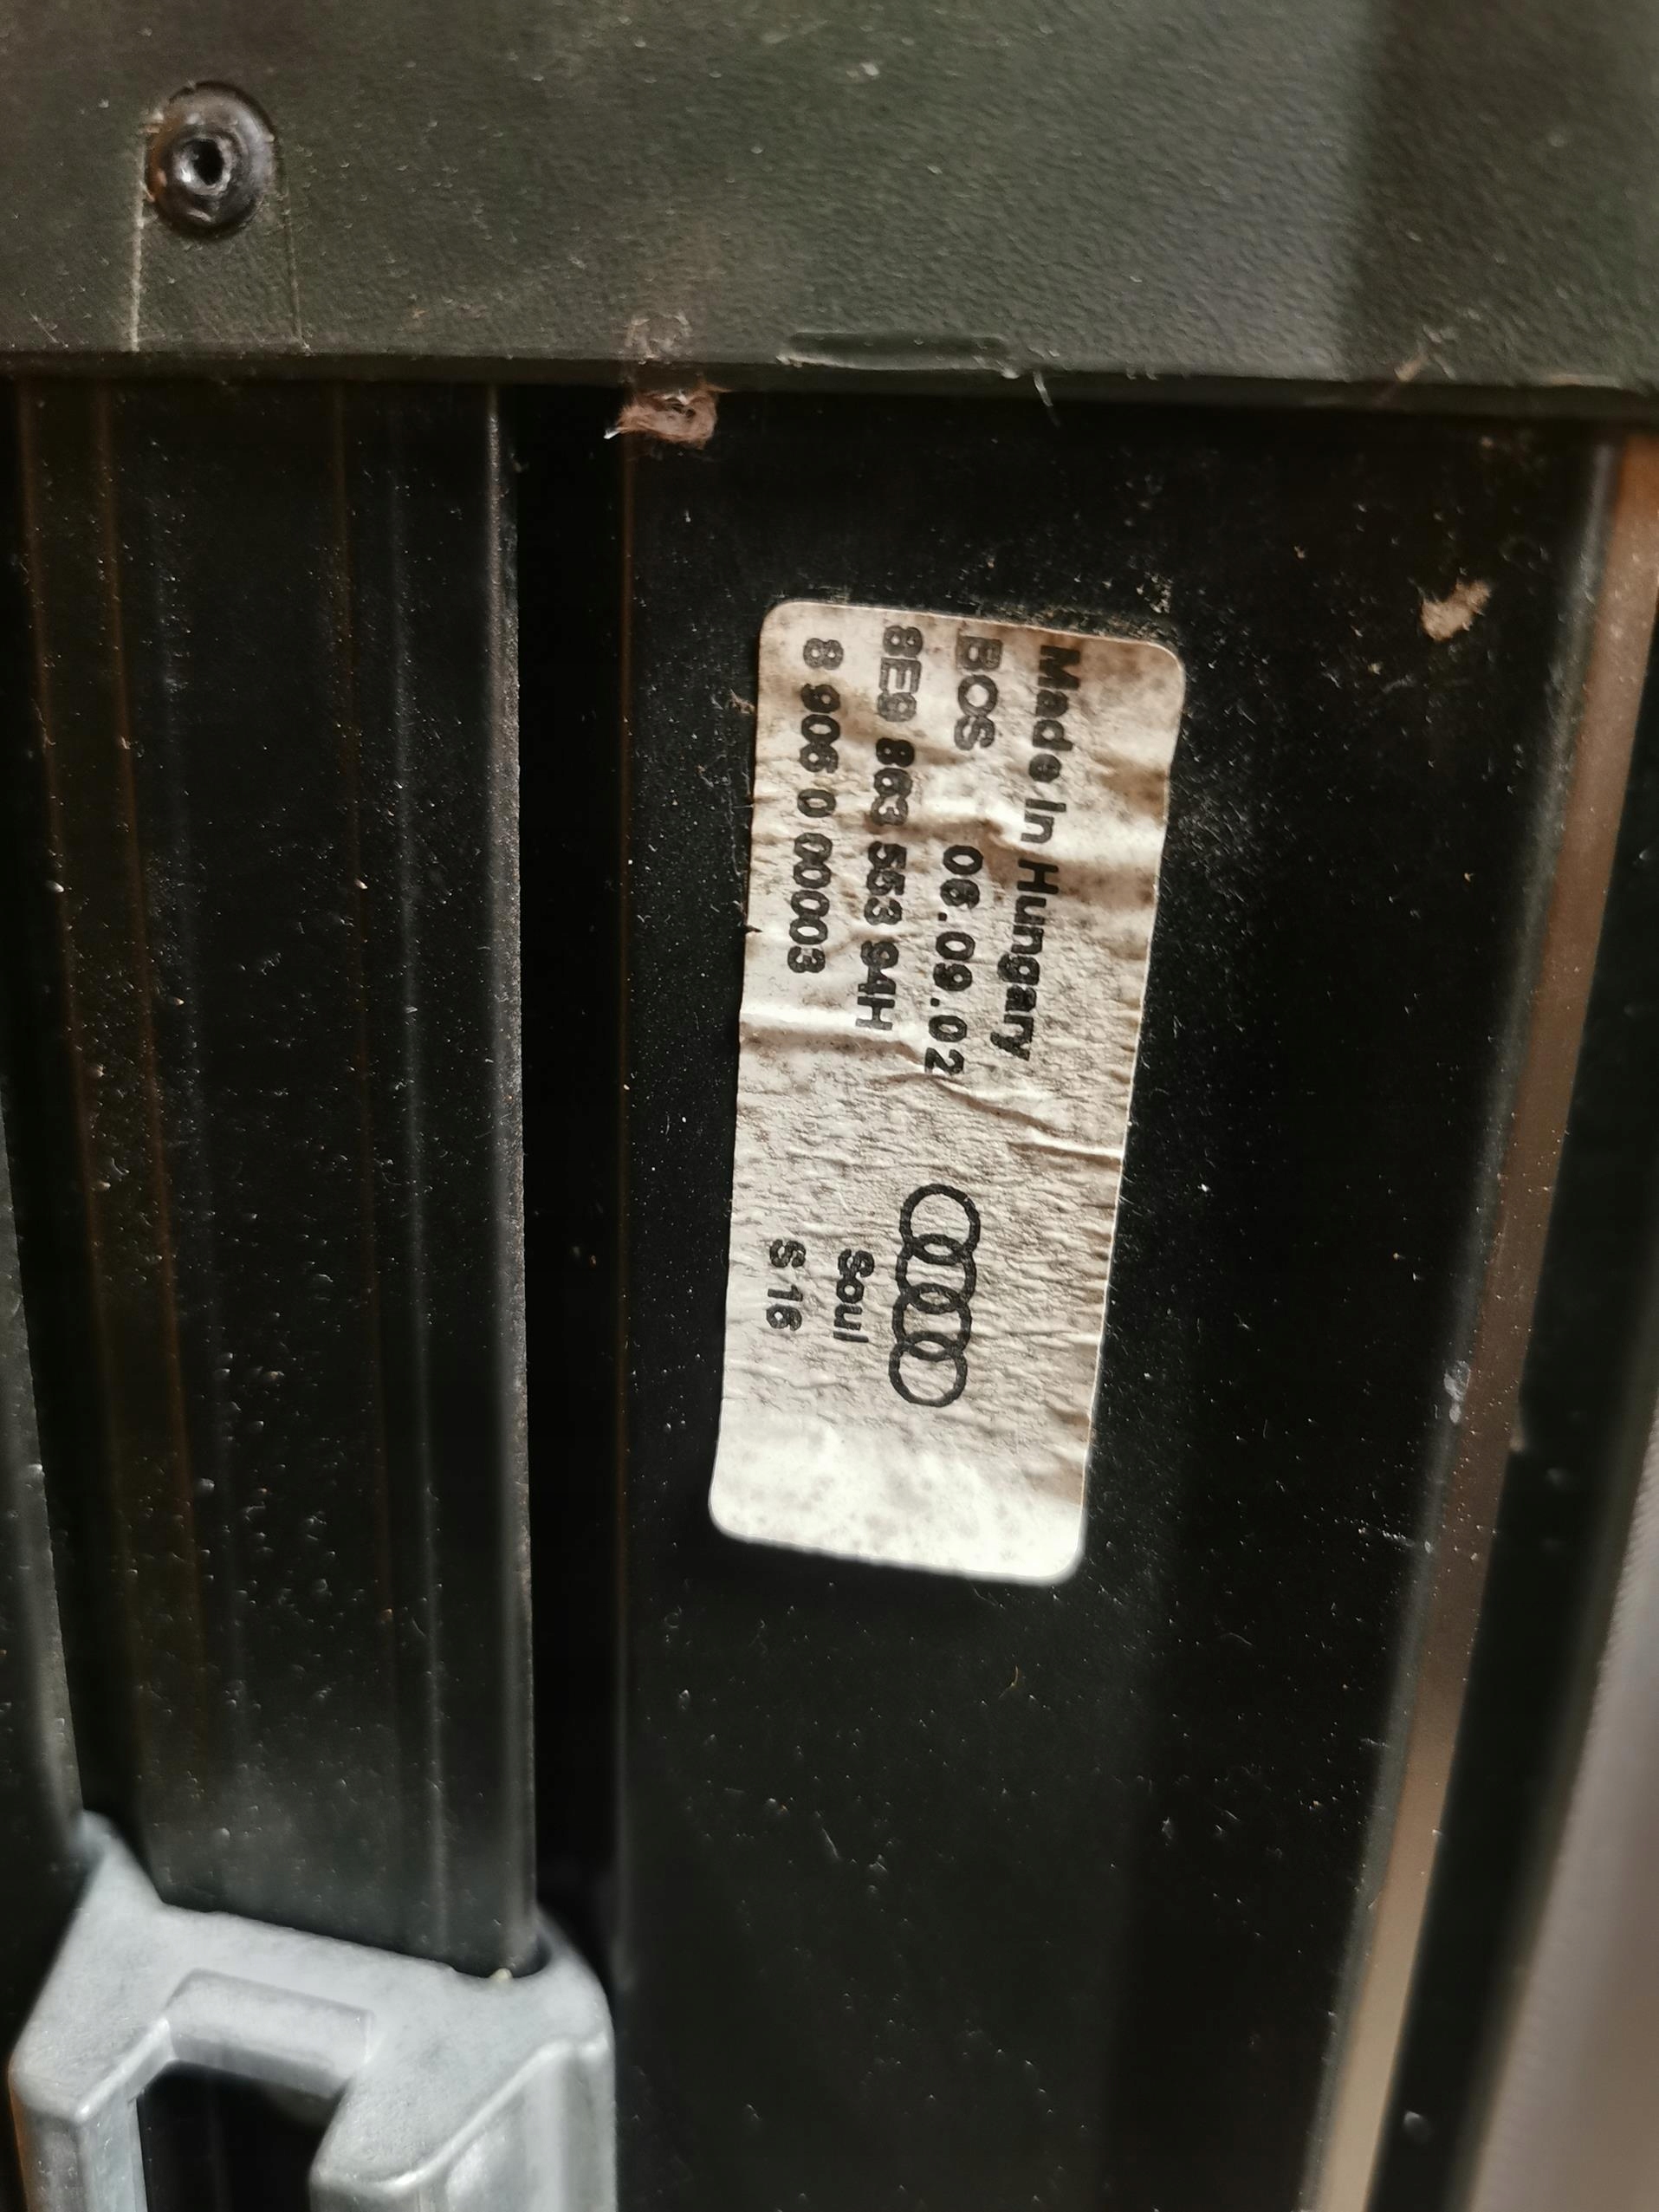 Made In Hungary
BOS 06.09.02
8E9 863 553 94H
8 906 0 00003
Soul
S 16